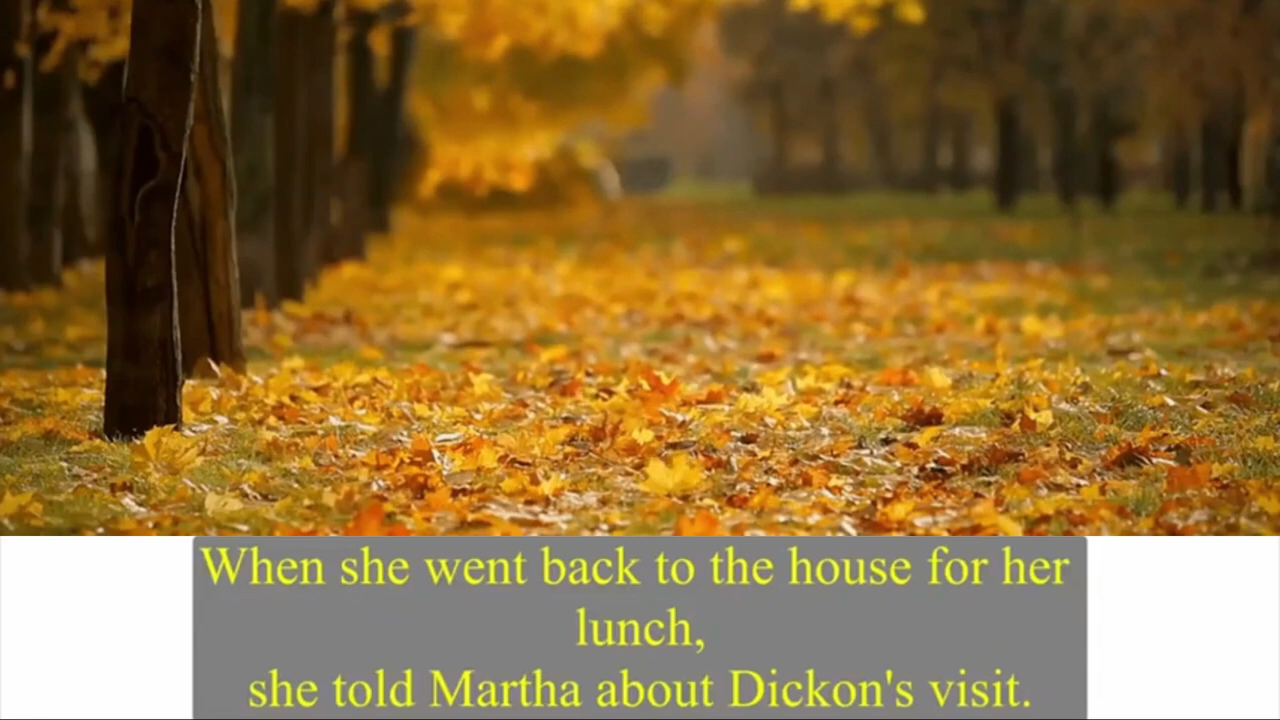 When she went back to the house for her
lunch,
she told Martha about Dickon's visit.